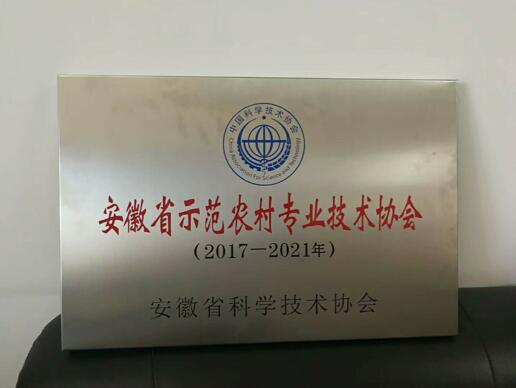 中国科学技术协会
China Association For Science and Technology
安徽省示范农村专业技术协会
(2017—2021年)
安徽省科学技术协会